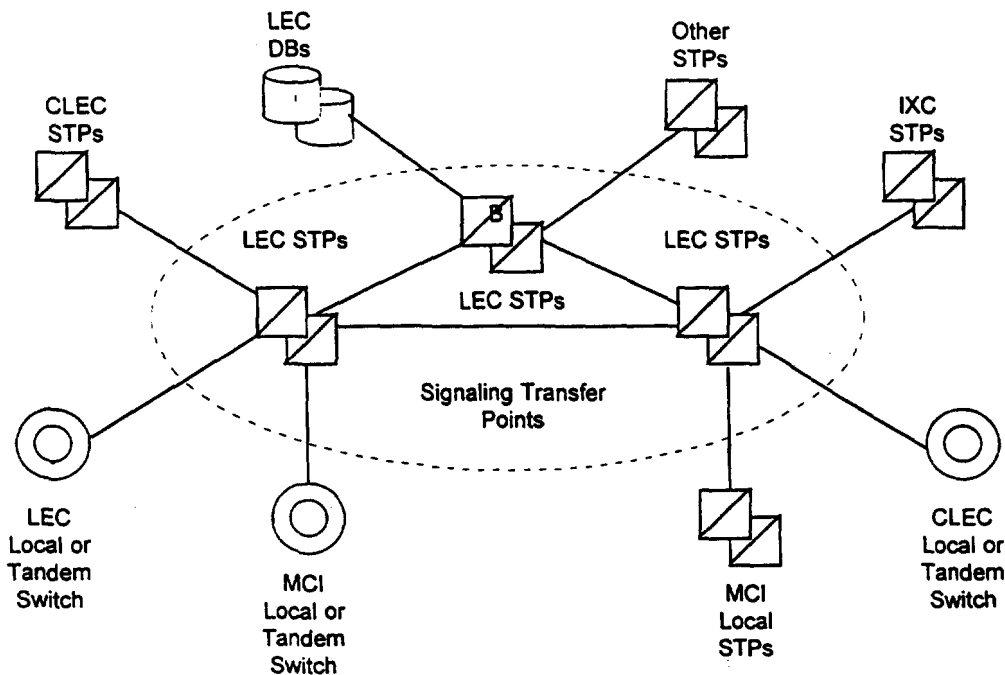 LEC
DBs
Other
STPs
CLEC
STPs
IXC
STPs
B
LEC STPs
LEC STPs
LEC STPs
Signaling Transfer
Points
LEC
Local or
Tandem
Switch
MCI
Local or
Tandem
Switch
MCI
Local
STPs
CLEC
Local or
Tandem
Switch